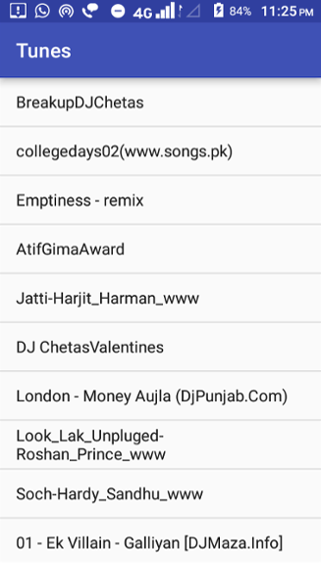 4G 84% 11:25 PM
Tunes
BreakupDJChetas
collegedays02(www.songs.pk)
Emptiness - remix
AtifGimaAward
Jatti-Harjit_Harman_www
DJ ChetasValentines
London - Money Aujla (DjPunjab.Com)
Look_Lak_Unpluged-
Roshan_Prince_www
Soch-Hardy_Sandhu_www
01 - Ek Villain - Galliyan [DJMaza.Info]